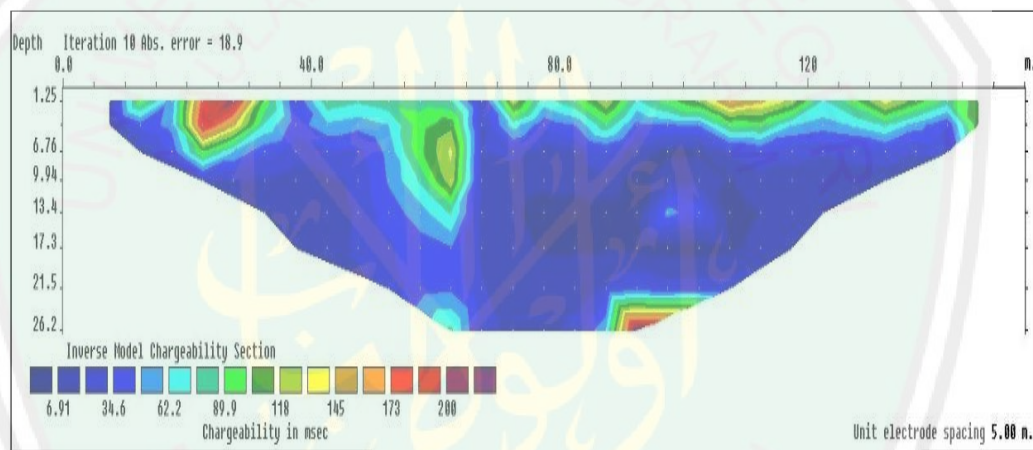 Depth Iteration 10 Abs. error = 18.9
0.0 40.0 80.0 120 m.
1.25
6.76
9.94
13.4
17.3
21.5
26.2
Inverse Model Chargeability Section
6.91 34.6 62.2 89.9 118 145 173 200
Chargeability in msec
Unit electrode spacing 5.00 m.